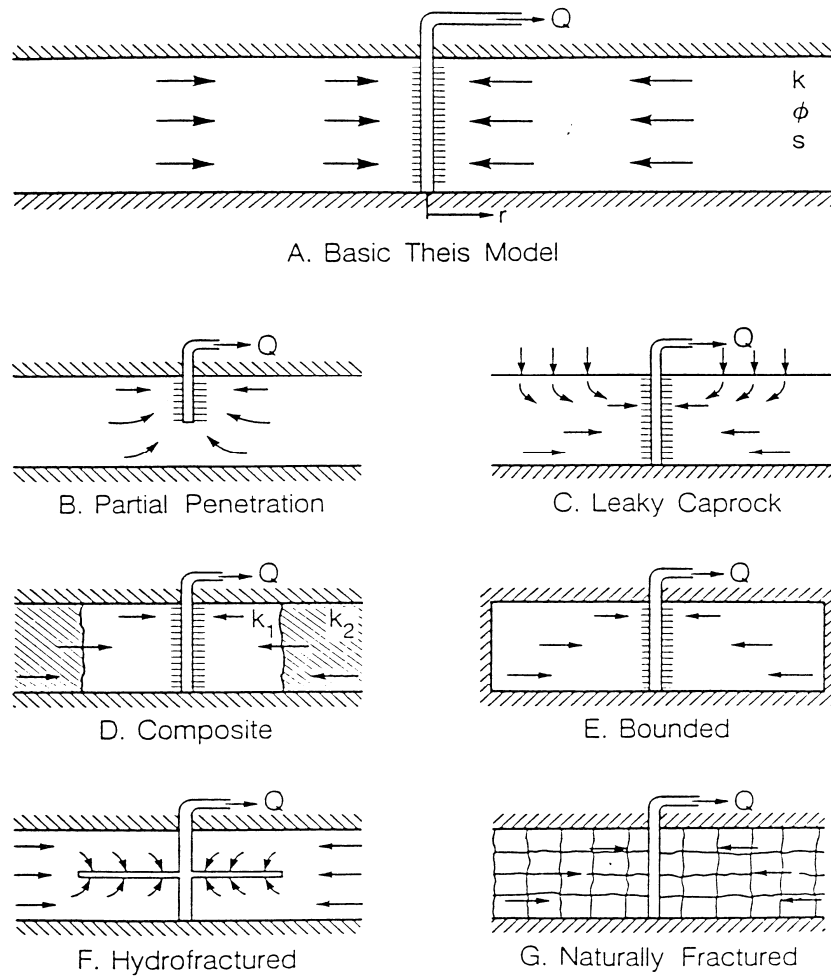 Q
k
φ
s
r
A. Basic Theis Model
Q
B. Partial Penetration
Q
C. Leaky Caprock
Q
k1
k2
D. Composite
Q
E. Bounded
Q
F. Hydrofractured
Q
G. Naturally Fractured